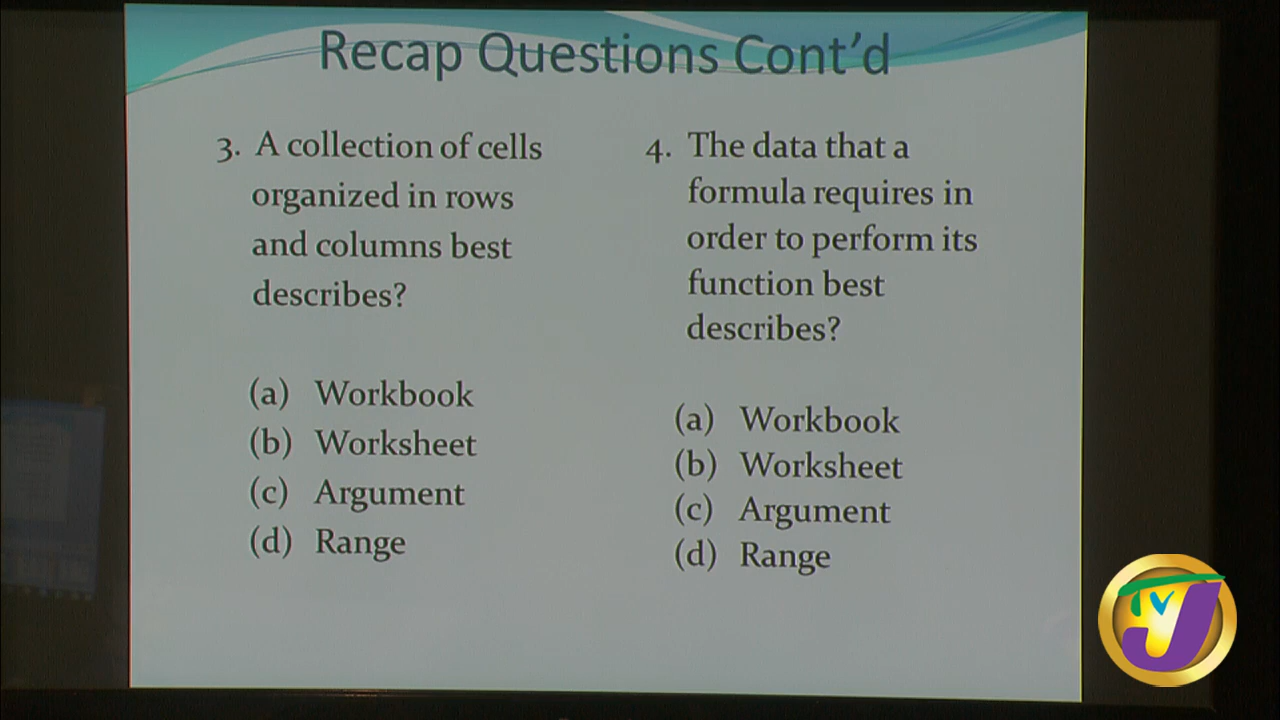 Recap Questions Cont'd
3. A collection of cells
organized in rows
and columns best
describes?
(a) Workbook
(b) Worksheet
(c) Argument
(d) Range
4. The data that a
formula requires in
order to perform its
function best
describes?
(a) Workbook
(b) Worksheet
(c) Argument
(d) Range
TVJ